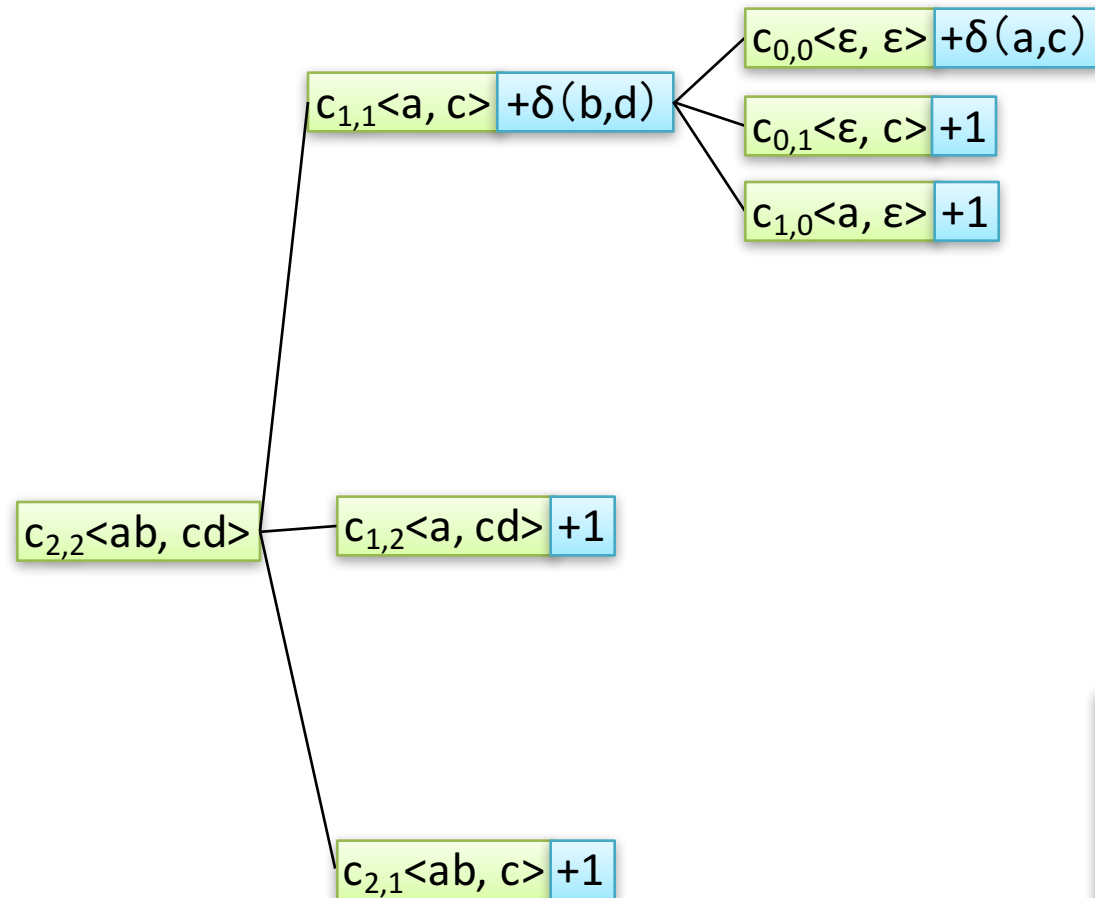 c0,0<ε, ε> +δ(a,c)
c1,1<a, c> +δ(b,d)
c0,1<ε, c> +1
c1,0<a, ε> +1
c2,2<ab, cd>
c1,2<a, cd> +1
c2,1<ab, c> +1